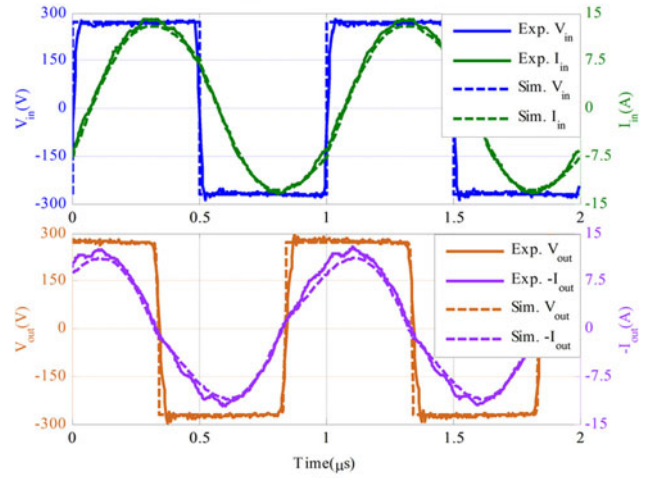 300
150
0
-150
-300
V_in(V)
15
7.5
0
-7.5
-15
I_in(A)
Exp. V_in
Exp. I_in
Sim. V_in
Sim. I_in
0
0.5
1
1.5
2
300
150
0
-150
-300
V_out(V)
15
7.5
0
-7.5
-15
-I_out(A)
Exp. V_out
Exp. -I_out
Sim. V_out
Sim. -I_out
0
0.5
1
1.5
2
Time(μs)